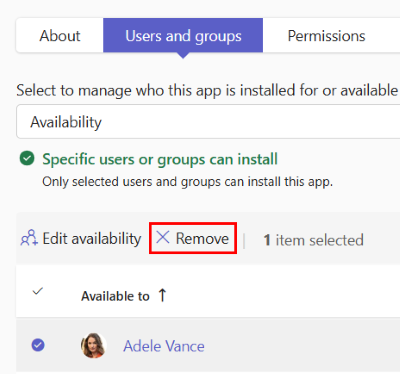 About Users and groups Permissions
Select to manage who this app is installed for or available
Availability
Specific users or groups can install
Only selected users and groups can install this app.
Edit availability Remove 1 item selected
Available to ↑
Adele Vance